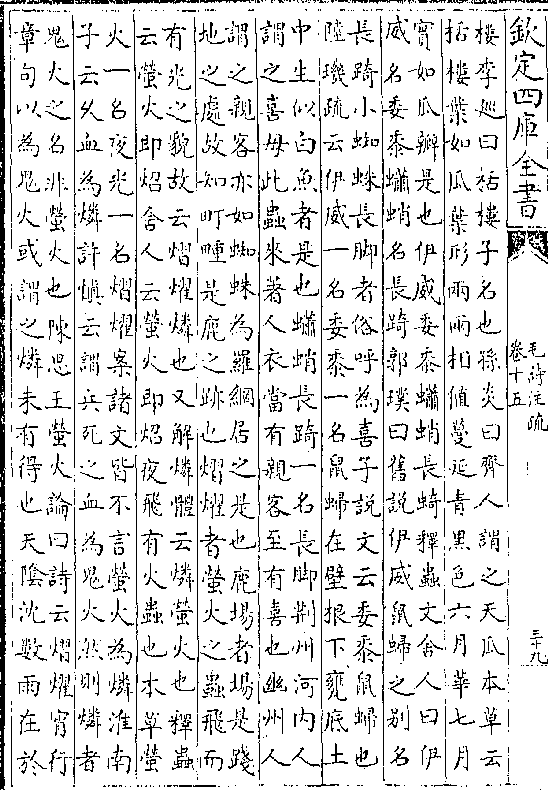 欽定四庫全書
毛詩注疏
卷十五
三十九
樓李廵曰栝樓子名也孫炎曰齊人謂之天瓜本草云
栝樓葉如瓜葉形兩兩相值蔓延青黑色六月華七月
實如瓜瓣是也伊威委黍蠨蛸長踦釋蟲文舍人曰伊
威名委黍蠨蛸名長踦郭璞曰舊説伊威鼠婦之别名
長踦小蜘蛛長脚者俗呼為喜子説文云委黍鼠婦也
陸璣疏云伊威一名委黍一名鼠婦在壁根下甕底土
中生似白魚者是也蠨蛸長踦一名長脚荆州河内人
謂之喜母此蟲來著人衣當有親客至有喜也幽州人
謂之親客亦如蜘蛛為羅網居之是也鹿場者場是踐
地之處故知町畽是鹿之跡也熠燿者螢火之蟲飛而
有光之貌故云熠燿燐也又解燐體云燐螢火也釋蟲
云螢火即炤舍人云螢火即炤夜飛有火蟲也本草螢
火一名夜光一名熠燿案諸文皆不言螢火為燐淮南
子云久血為燐許慎云謂兵死之血為鬼火然則燐者
鬼火之名非螢火也陳思王螢火論曰詩云熠燿宵行
章句以為鬼火或謂之燐未有得也天陰沈數雨在於